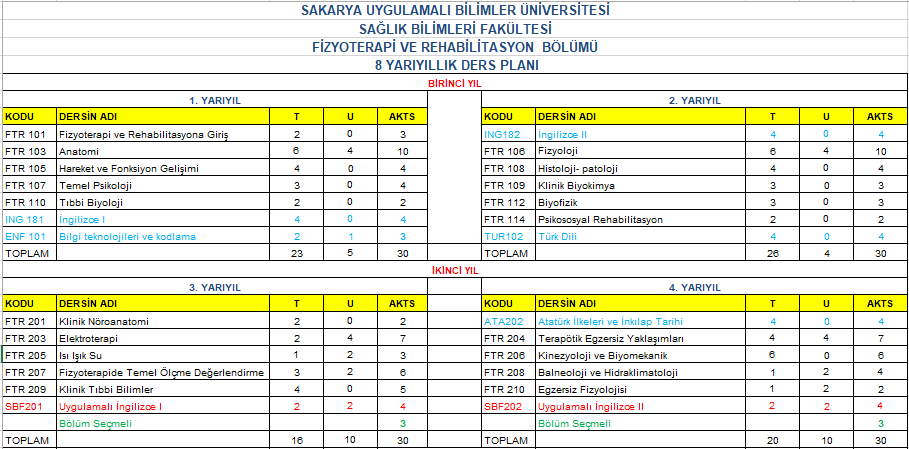 SAKARYA UYGULAMALI BİLİMLER ÜNİVERSİTESİ
SAĞLIK BİLİMLERİ FAKÜLTESİ
FİZYOTERAPİ VE REHABİLİTASYON BÖLÜMÜ
8 YARIYILLIK DERS PLANI
BİRİNCİ YIL
1. YARIYIL
KODU DERSİN ADI T U AKTS
FTR 101 Fizyoterapi ve Rehabilitasyona Giriş 2 0 3
FTR 103 Anatomi 6 4 10
FTR 105 Hareket ve Fonksiyon Gelişimi 4 0 4
FTR 107 Temel Psikoloji 3 0 4
FTR 110 Tıbbi Biyoloji 2 0 2
ING 181 İngilizce I 4 0 4
ENF 101 Bilgi teknolojileri ve kodlama 2 1 3
TOPLAM 23 5 30
2. YARIYIL
KODU DERSİN ADI T U AKTS
ING182 İngilizce II 4 0 4
FTR 106 Fizyoloji 6 4 10
FTR 108 Histoloji- patoloji 4 0 4
FTR 109 Klinik Biyokimya 3 0 3
FTR 112 Biyofizik 3 0 3
FTR 114 Psikososyal Rehabilitasyon 2 0 2
TUR102 Türk Dili 4 0 4
TOPLAM 26 4 30
İKİNCİ YIL
3. YARIYIL
KODU DERSİN ADI T U AKTS
FTR 201 Klinik Nöroanatomi 2 0 2
FTR 203 Elektroterapi 2 4 7
FTR 205 Isı Işık Su 1 2 3
FTR 207 Fizyoterapide Temel Ölçme Değerlendirme 3 2 6
FTR 209 Klinik Tıbbi Bilimler 4 0 5
SBF201 Uygulamalı İngilizce I 2 2 4
Bölüm Seçmeli 3
TOPLAM 16 10 30
4. YARIYIL
KODU DERSİN ADI T U AKTS
ATA202 Atatürk İlkeleri ve İnkılap Tarihi 4 0 4
FTR 204 Terapötik Egzersiz Yaklaşımları 4 4 7
FTR 206 Kinezyoloji ve Biyomekanik 6 0 6
FTR 208 Balneoloji ve Hidraklimatoloji 1 2 4
FTR 210 Egzersiz Fizyolojisi 1 2 2
SBF202 Uygulamalı İngilizce II 2 2 4
Bölüm Seçmeli 3
TOPLAM 20 10 30